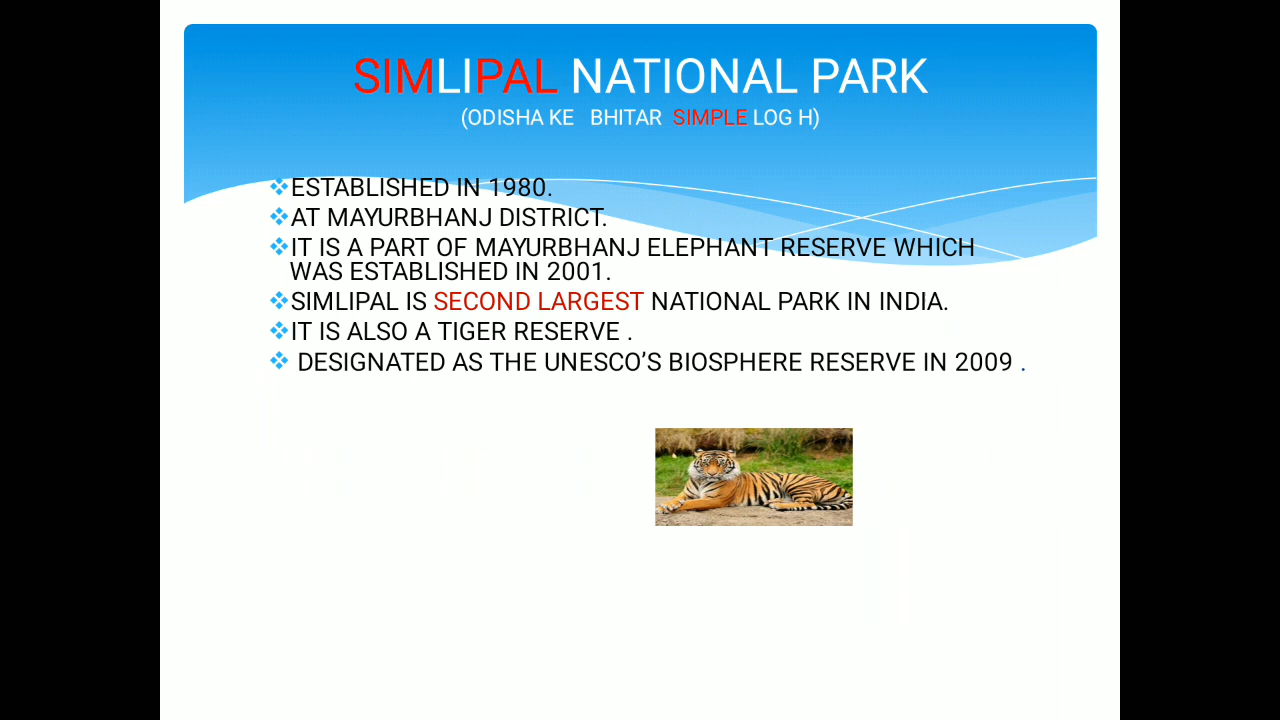 SIMLIPAL NATIONAL PARK
(ODISHA KE BHITAR SIMPLE LOG H)
ESTABLISHED IN 1980.
AT MAYURBHANJ DISTRICT.
IT IS A PART OF MAYURBHANJ ELEPHANT RESERVE WHICH
WAS ESTABLISHED IN 2001.
SIMLIPAL IS SECOND LARGEST NATIONAL PARK IN INDIA.
IT IS ALSO A TIGER RESERVE .
DESIGNATED AS THE UNESCO’S BIOSPHERE RESERVE IN 2009 .